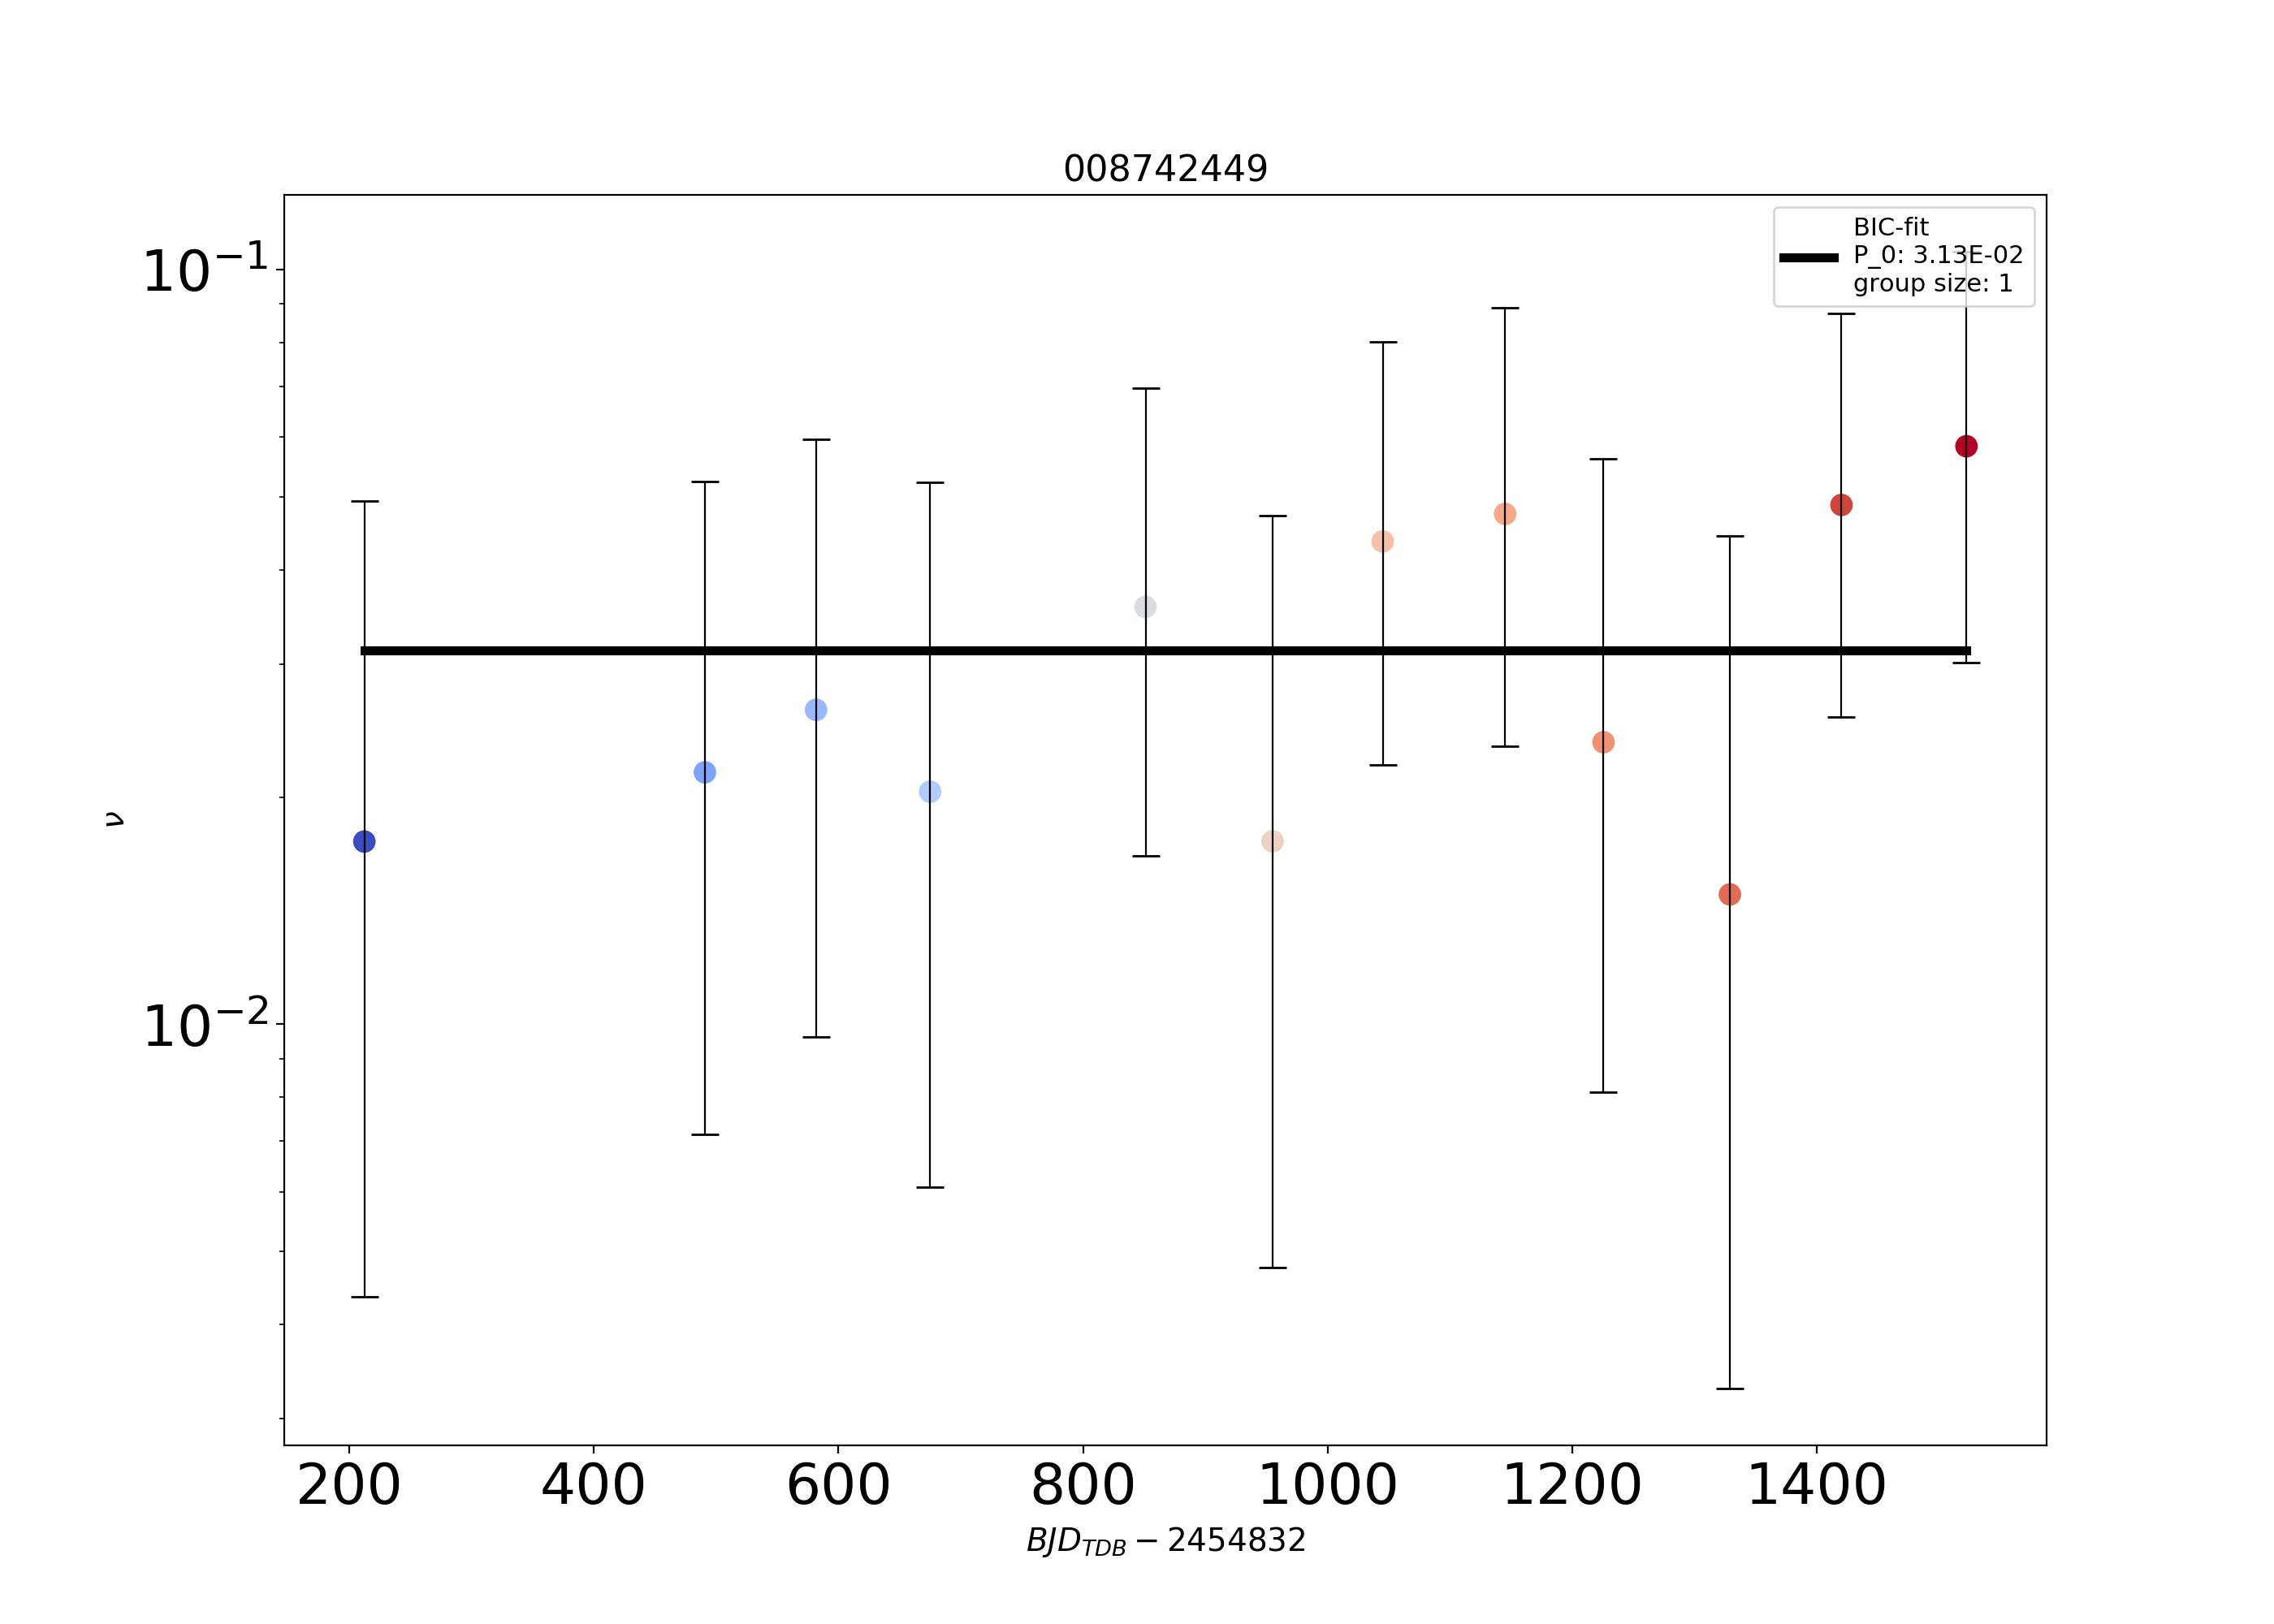 008742449
BIC-fit
P_0: 3.13E-02
group size: 1
10⁻¹
10⁻²
ν
200 400 600 800 1000 1200 1400
BJD_TDB − 2454832